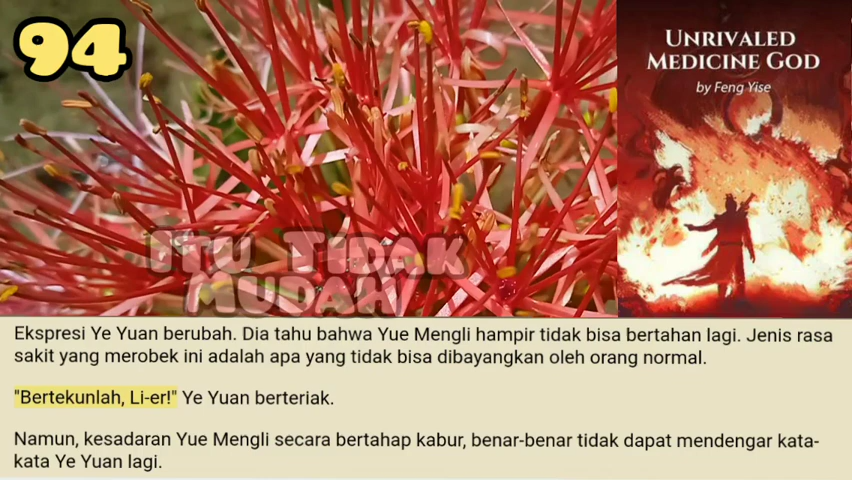 94
UNRIVALED
MEDICINE GOD
by Feng Yise
ITU TIDAK
MUDAH
Ekspresi Ye Yuan berubah. Dia tahu bahwa Yue Mengli hampir tidak bisa bertahan lagi. Jenis rasa
sakit yang merobek ini adalah apa yang tidak bisa dibayangkan oleh orang normal.
"Bertekunlah, Li-er!" Ye Yuan berteriak.
Namun, kesadaran Yue Mengli secara bertahap kabur, benar-benar tidak dapat mendengar kata-
kata Ye Yuan lagi.